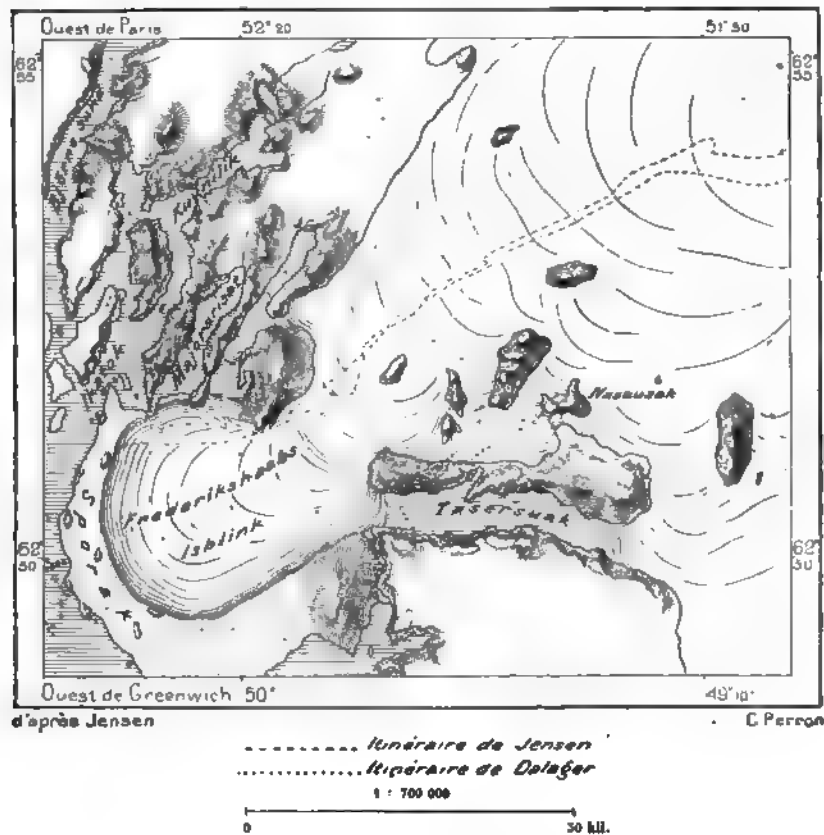 Ouest de Paris 52° 20 51° 30
62 55 62 55
Nasausak
Frederikshaabs
Isblink
Tasersuak
62 30 62 30
Ouest de Greenwich 50° 49° 10'
d'après Jensen C Perron
Itinéraire de Jensen
Itinéraire de Dalager
1 : 700 000
0 30 kil.